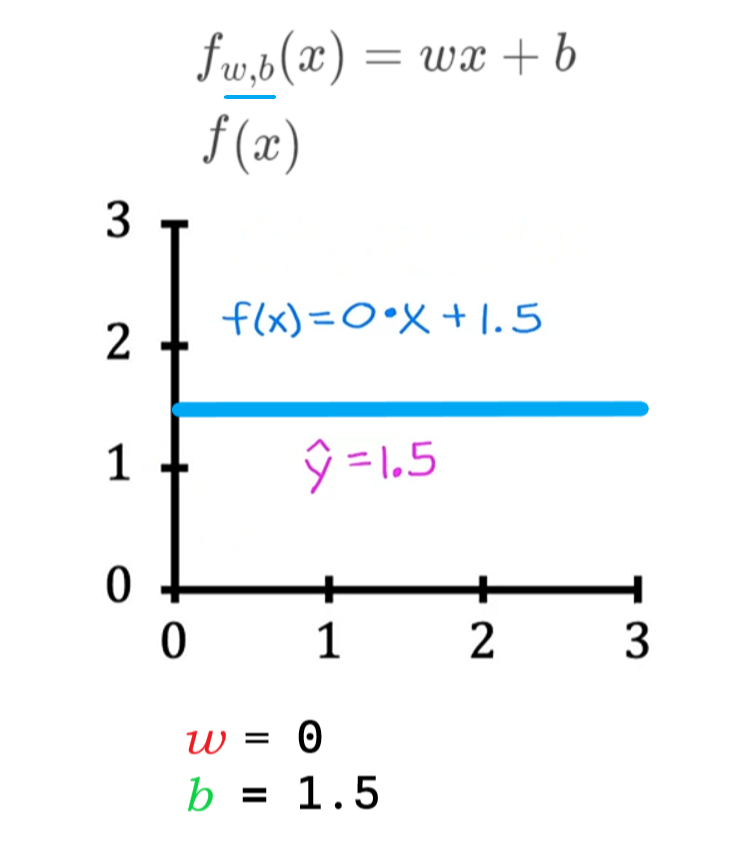 f_{w,b}(x) = wx + b
f(x)
3
f(x)=0•x+1.5
2
1
ŷ=1.5
0
0 1 2 3
w = 0
b = 1.5